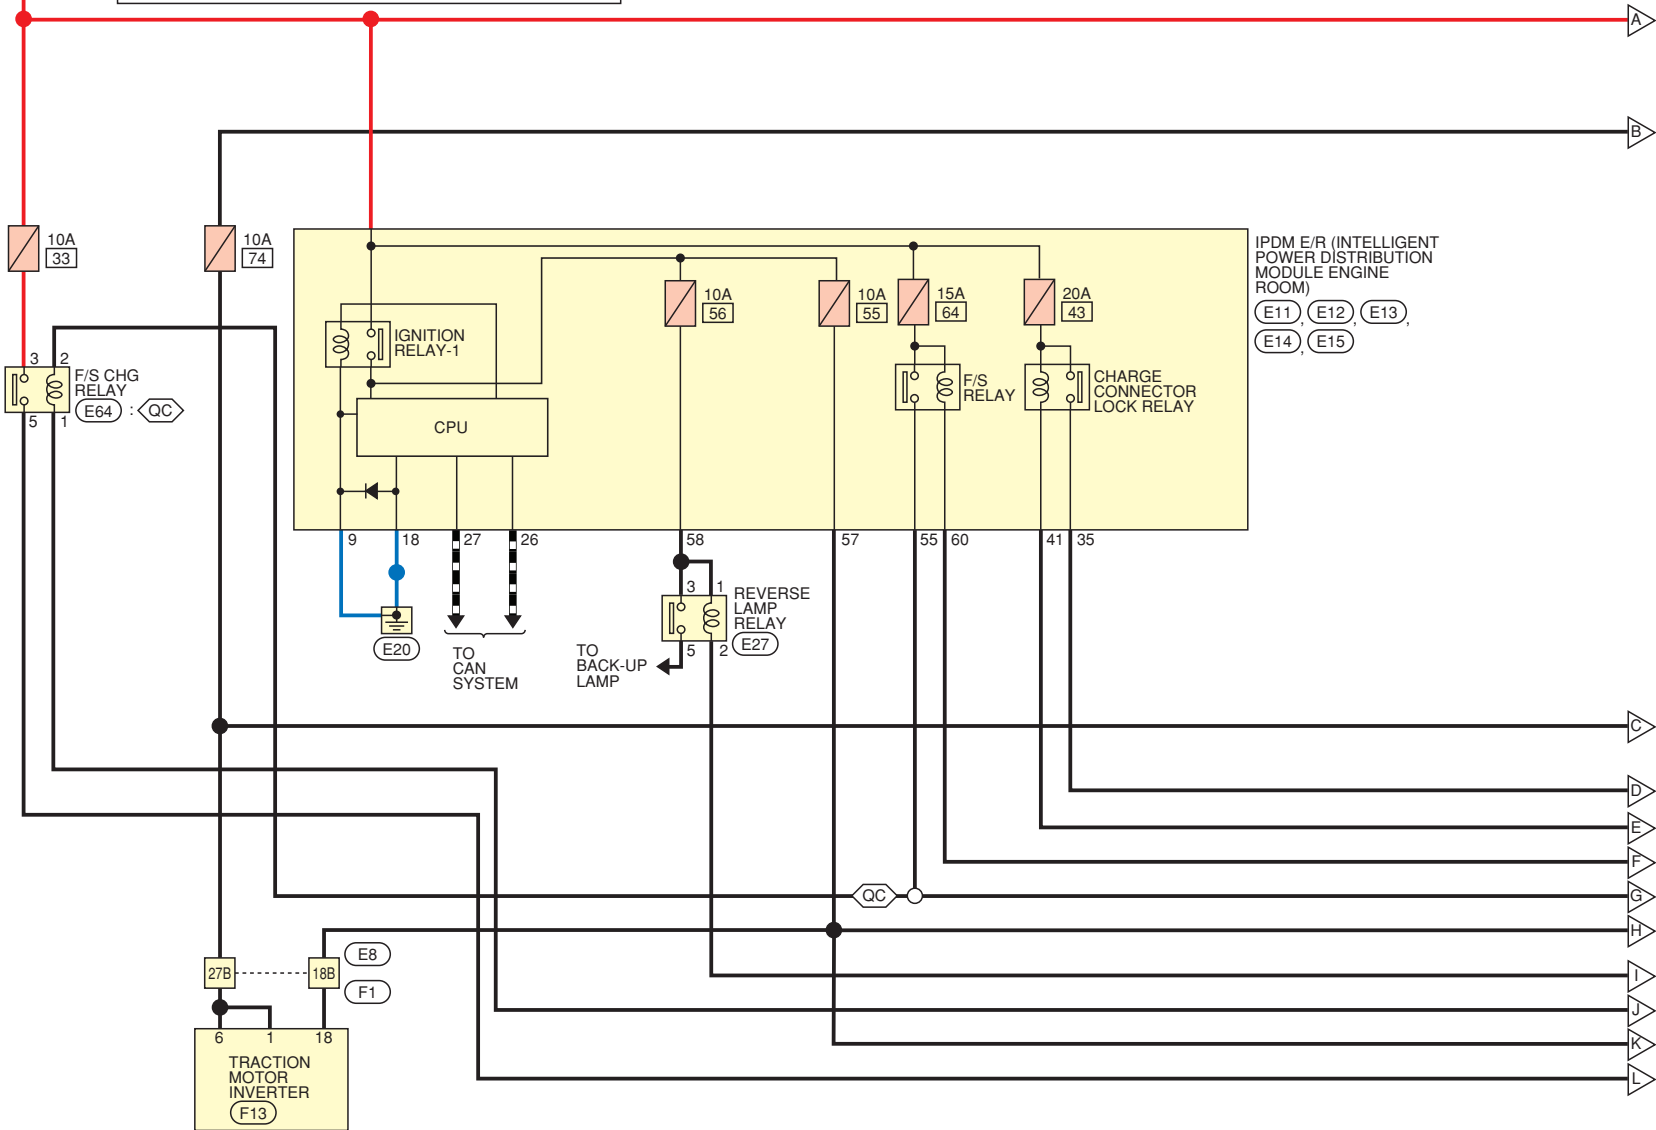 A
B
10A
33
10A
74
IPDM E/R (INTELLIGENT
POWER DISTRIBUTION
MODULE ENGINE
ROOM)
E11 , E12 , E13 ,
E14 , E15
10A
56
10A
55
15A
64
20A
43
IGNITION
RELAY-1
3 2
F/S CHG
RELAY
E64 : QC
5 1
F/S
RELAY
CHARGE
CONNECTOR
LOCK RELAY
CPU
9 18 27 26 58 57 55 60 41 35
3 1
REVERSE
LAMP
RELAY
E27
5 2
E20
TO
CAN
SYSTEM
TO
BACK-UP
LAMP
C
D
E
F
QC
G
H
E8
27B 18B
F1
I
J
6 1 18
K
TRACTION
MOTOR
INVERTER
F13
L